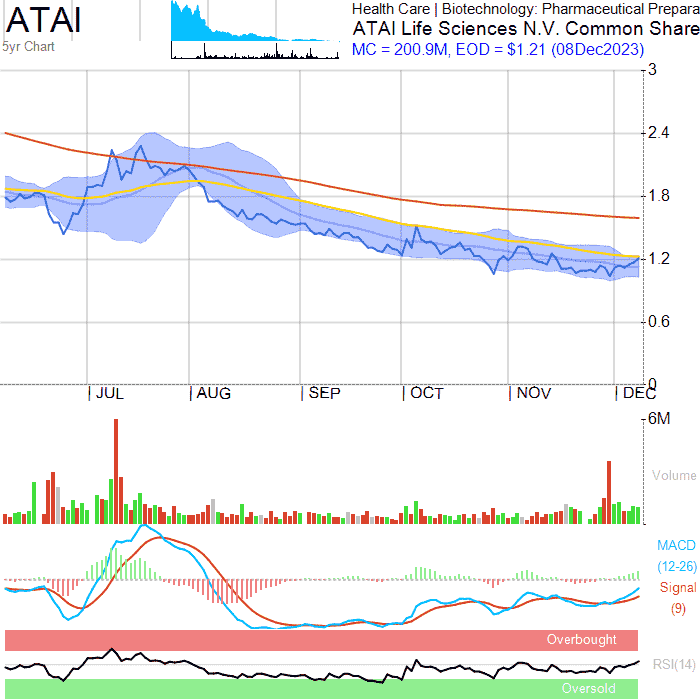 ATAI
5yr Chart
Health Care | Biotechnology: Pharmaceutical Prepara
ATAI Life Sciences N.V. Common Share
MC = 200.9M, EOD = $1.21 (08Dec2023)
3
2.4
1.8
1.2
0.6
0
JUL AUG SEP OCT NOV DEC
6M
Volume
MACD
(12-26)
Signal
(9)
Overbought
RSI(14)
Oversold